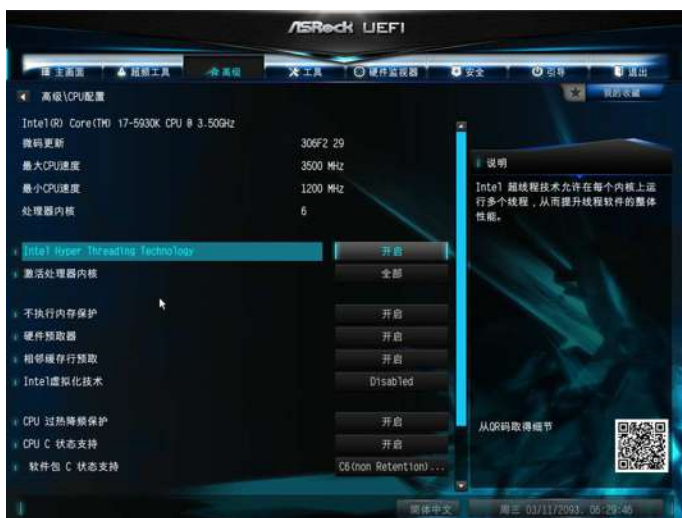 ASRock UEFI
主画面 超频工具 高级 工具 硬件监视器 安全 引导 退出
高级\CPU配置 我的收藏
Intel(R) Core(TM) i7-5930K CPU @ 3.50GHz
微码更新 306F2 29
最大CPU速度 3500 MHz
最小CPU速度 1200 MHz
处理器内核 6
Intel Hyper Threading Technology 开启
激活处理器内核 全部
不执行内存保护 开启
硬件预取器 开启
相邻缓存行预取 开启
Intel虚拟化技术 Disabled
CPU 过热降频保护 开启
CPU C 状态支持 开启
软件包 C 状态支持 C6(non Retention)...
说明
Intel 超线程技术允许在每个内核上运
行多个线程，从而提升线程软件的整体
性能。
从QR码取得细节
简体中文 周三 03/11/2093. 06:29:46